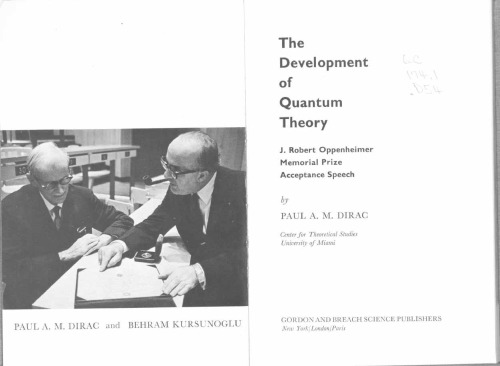 PAUL A. M. DIRAC and BEHRAM KURSUNOGLU
The
Development
of
Quantum
Theory
J. Robert Oppenheimer
Memorial Prize
Acceptance Speech
by
PAUL A. M. DIRAC
Center for Theoretical Studies
University of Miami
GORDON AND BREACH SCIENCE PUBLISHERS
New York/London/Paris